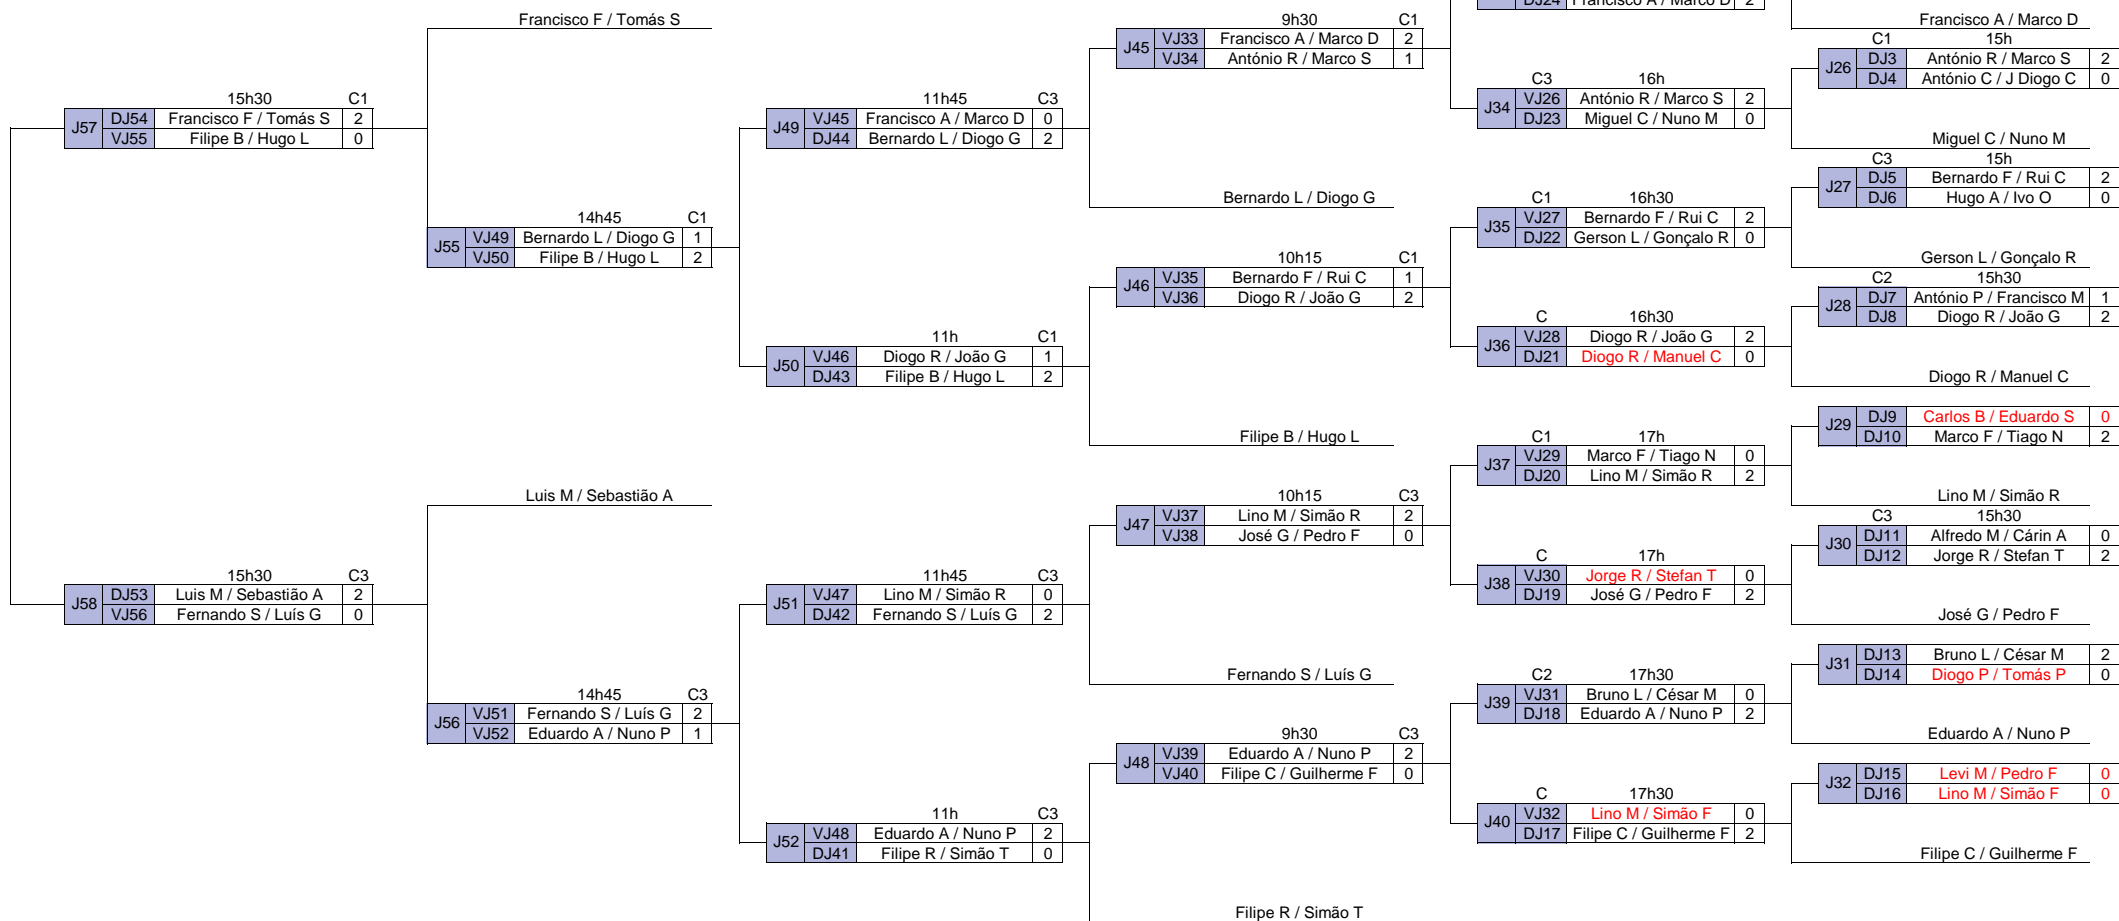 Francisco F / Tomás S
15h30 C1
J57 DJ54 Francisco F / Tomás S 2
VJ55 Filipe B / Hugo L 0
14h45 C1
J55 VJ49 Bernardo L / Diogo G 1
VJ50 Filipe B / Hugo L 2
Luis M / Sebastião A
15h30 C3
J58 DJ53 Luis M / Sebastião A 2
VJ56 Fernando S / Luís G 0
14h45 C3
J56 VJ51 Fernando S / Luís G 2
VJ52 Eduardo A / Nuno P 1
11h45 C3
J49 VJ45 Francisco A / Marco D 0
DJ44 Bernardo L / Diogo G 2
11h C1
J50 VJ46 Diogo R / João G 1
DJ43 Filipe B / Hugo L 2
11h45 C3
J51 VJ47 Lino M / Simão R 0
DJ42 Fernando S / Luís G 2
11h C3
J52 VJ48 Eduardo A / Nuno P 2
DJ41 Filipe R / Simão T 0
9h30 C1
J45 VJ33 Francisco A / Marco D 2
VJ34 António R / Marco S 1
Bernardo L / Diogo G
10h15 C1
J46 VJ35 Bernardo F / Rui C 1
VJ36 Diogo R / João G 2
Filipe B / Hugo L
10h15 C3
J47 VJ37 Lino M / Simão R 2
VJ38 José G / Pedro F 0
Fernando S / Luís G
9h30 C3
J48 VJ39 Eduardo A / Nuno P 2
VJ40 Filipe C / Guilherme F 0
Filipe R / Simão T
DJ24 Francisco A / Marco D 2
C3 16h
J34 VJ26 António R / Marco S 2
DJ23 Miguel C / Nuno M 0
C1 16h30
J35 VJ27 Bernardo F / Rui C 2
DJ22 Gerson L / Gonçalo R 0
C 16h30
J36 VJ28 Diogo R / João G 2
DJ21 Diogo R / Manuel C 0
C1 17h
J37 VJ29 Marco F / Tiago N 0
DJ20 Lino M / Simão R 2
C 17h
J38 VJ30 Jorge R / Stefan T 0
DJ19 José G / Pedro F 2
C2 17h30
J39 VJ31 Bruno L / César M 0
DJ18 Eduardo A / Nuno P 2
C 17h30
J40 VJ32 Lino M / Simão F 0
DJ17 Filipe C / Guilherme F 2
Francisco A / Marco D
C1 15h
J26 DJ3 António R / Marco S 2
DJ4 António C / J Diogo C 0
Miguel C / Nuno M
C3 15h
J27 DJ5 Bernardo F / Rui C 2
DJ6 Hugo A / Ivo O 0
Gerson L / Gonçalo R
C2 15h30
J28 DJ7 António P / Francisco M 1
DJ8 Diogo R / João G 2
Diogo R / Manuel C
J29 DJ9 Carlos B / Eduardo S 0
DJ10 Marco F / Tiago N 2
Lino M / Simão R
C3 15h30
J30 DJ11 Alfredo M / Cárin A 0
DJ12 Jorge R / Stefan T 2
José G / Pedro F
J31 DJ13 Bruno L / César M 2
DJ14 Diogo P / Tomás P 0
Eduardo A / Nuno P
J32 DJ15 Levi M / Pedro F 0
DJ16 Lino M / Simão F 0
Filipe C / Guilherme F